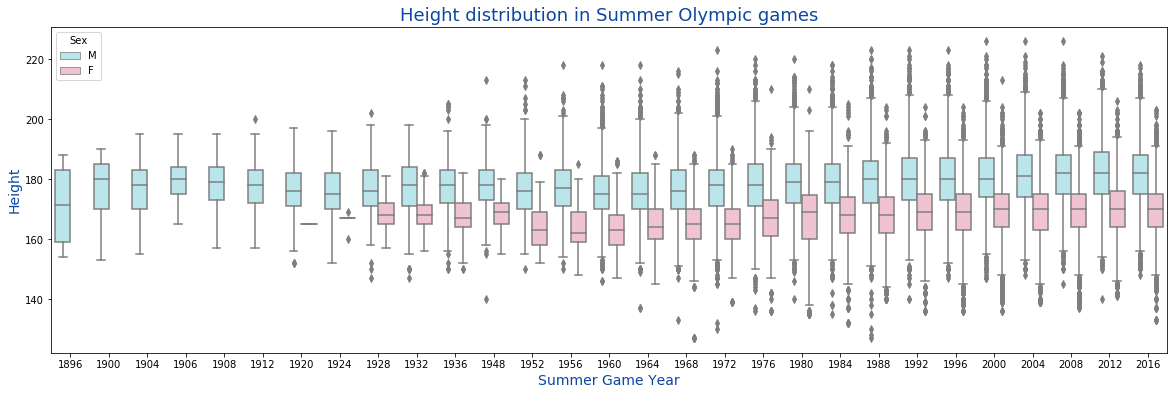 Height distribution in Summer Olympic games
Sex
M
F
Height
220
200
180
160
140
1896 1900 1904 1906 1908 1912 1920 1924 1928 1932 1936 1948 1952 1956 1960 1964 1968 1972 1976 1980 1984 1988 1992 1996 2000 2004 2008 2012 2016
Summer Game Year